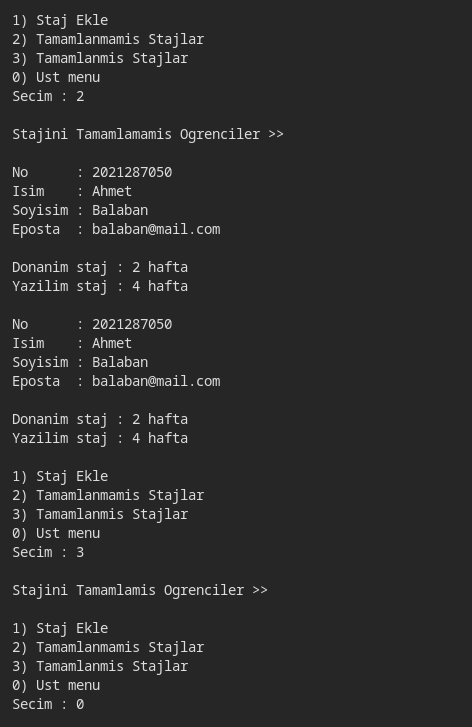 1) Staj Ekle
2) Tamamlanmamis Stajlar
3) Tamamlanmis Stajlar
0) Ust menu
Secim : 2
Stajini Tamamlamamis Ogrenciler >>
No      : 2021287050
Isim    : Ahmet
Soyisim : Balaban
Eposta  : balaban@mail.com
Donanim staj : 2 hafta
Yazilim staj : 4 hafta
No      : 2021287050
Isim    : Ahmet
Soyisim : Balaban
Eposta  : balaban@mail.com
Donanim staj : 2 hafta
Yazilim staj : 4 hafta
1) Staj Ekle
2) Tamamlanmamis Stajlar
3) Tamamlanmis Stajlar
0) Ust menu
Secim : 3
Stajini Tamamlamis Ogrenciler >>
1) Staj Ekle
2) Tamamlanmamis Stajlar
3) Tamamlanmis Stajlar
0) Ust menu
Secim : 0